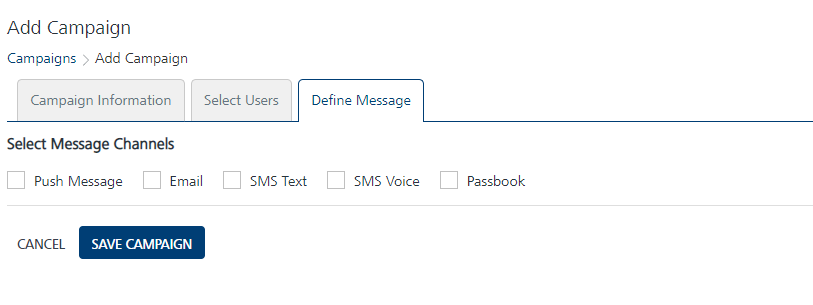 Add Campaign
Campaigns > Add Campaign
Campaign Information Select Users Define Message
Select Message Channels
Push Message Email SMS Text SMS Voice Passbook
CANCEL SAVE CAMPAIGN